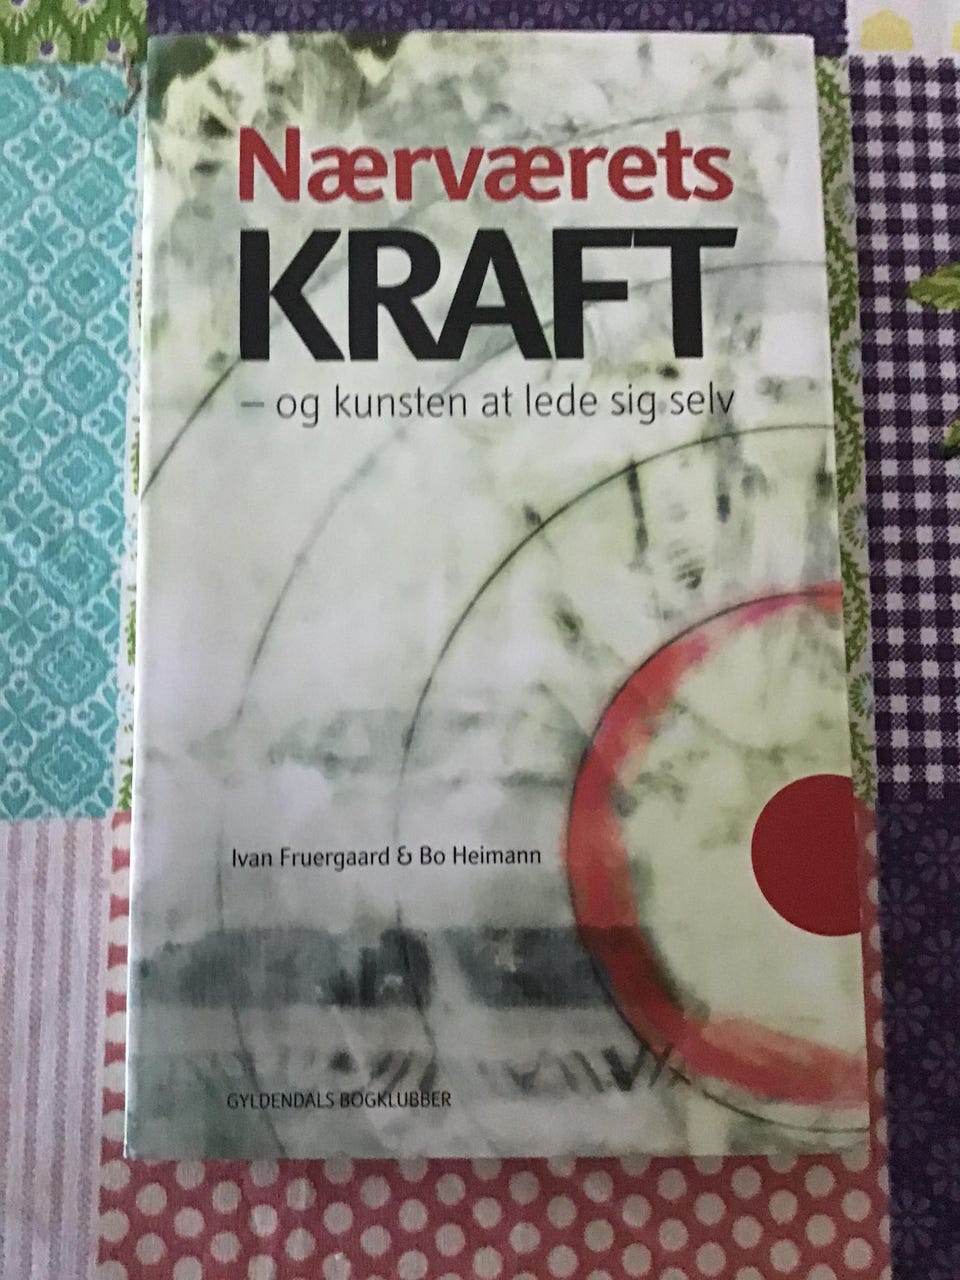 Nærværets
KRAFT
– og kunsten at lede sig selv
Ivan Fruergaard & Bo Heimann
GYLDENDALS BOGKLUBBER